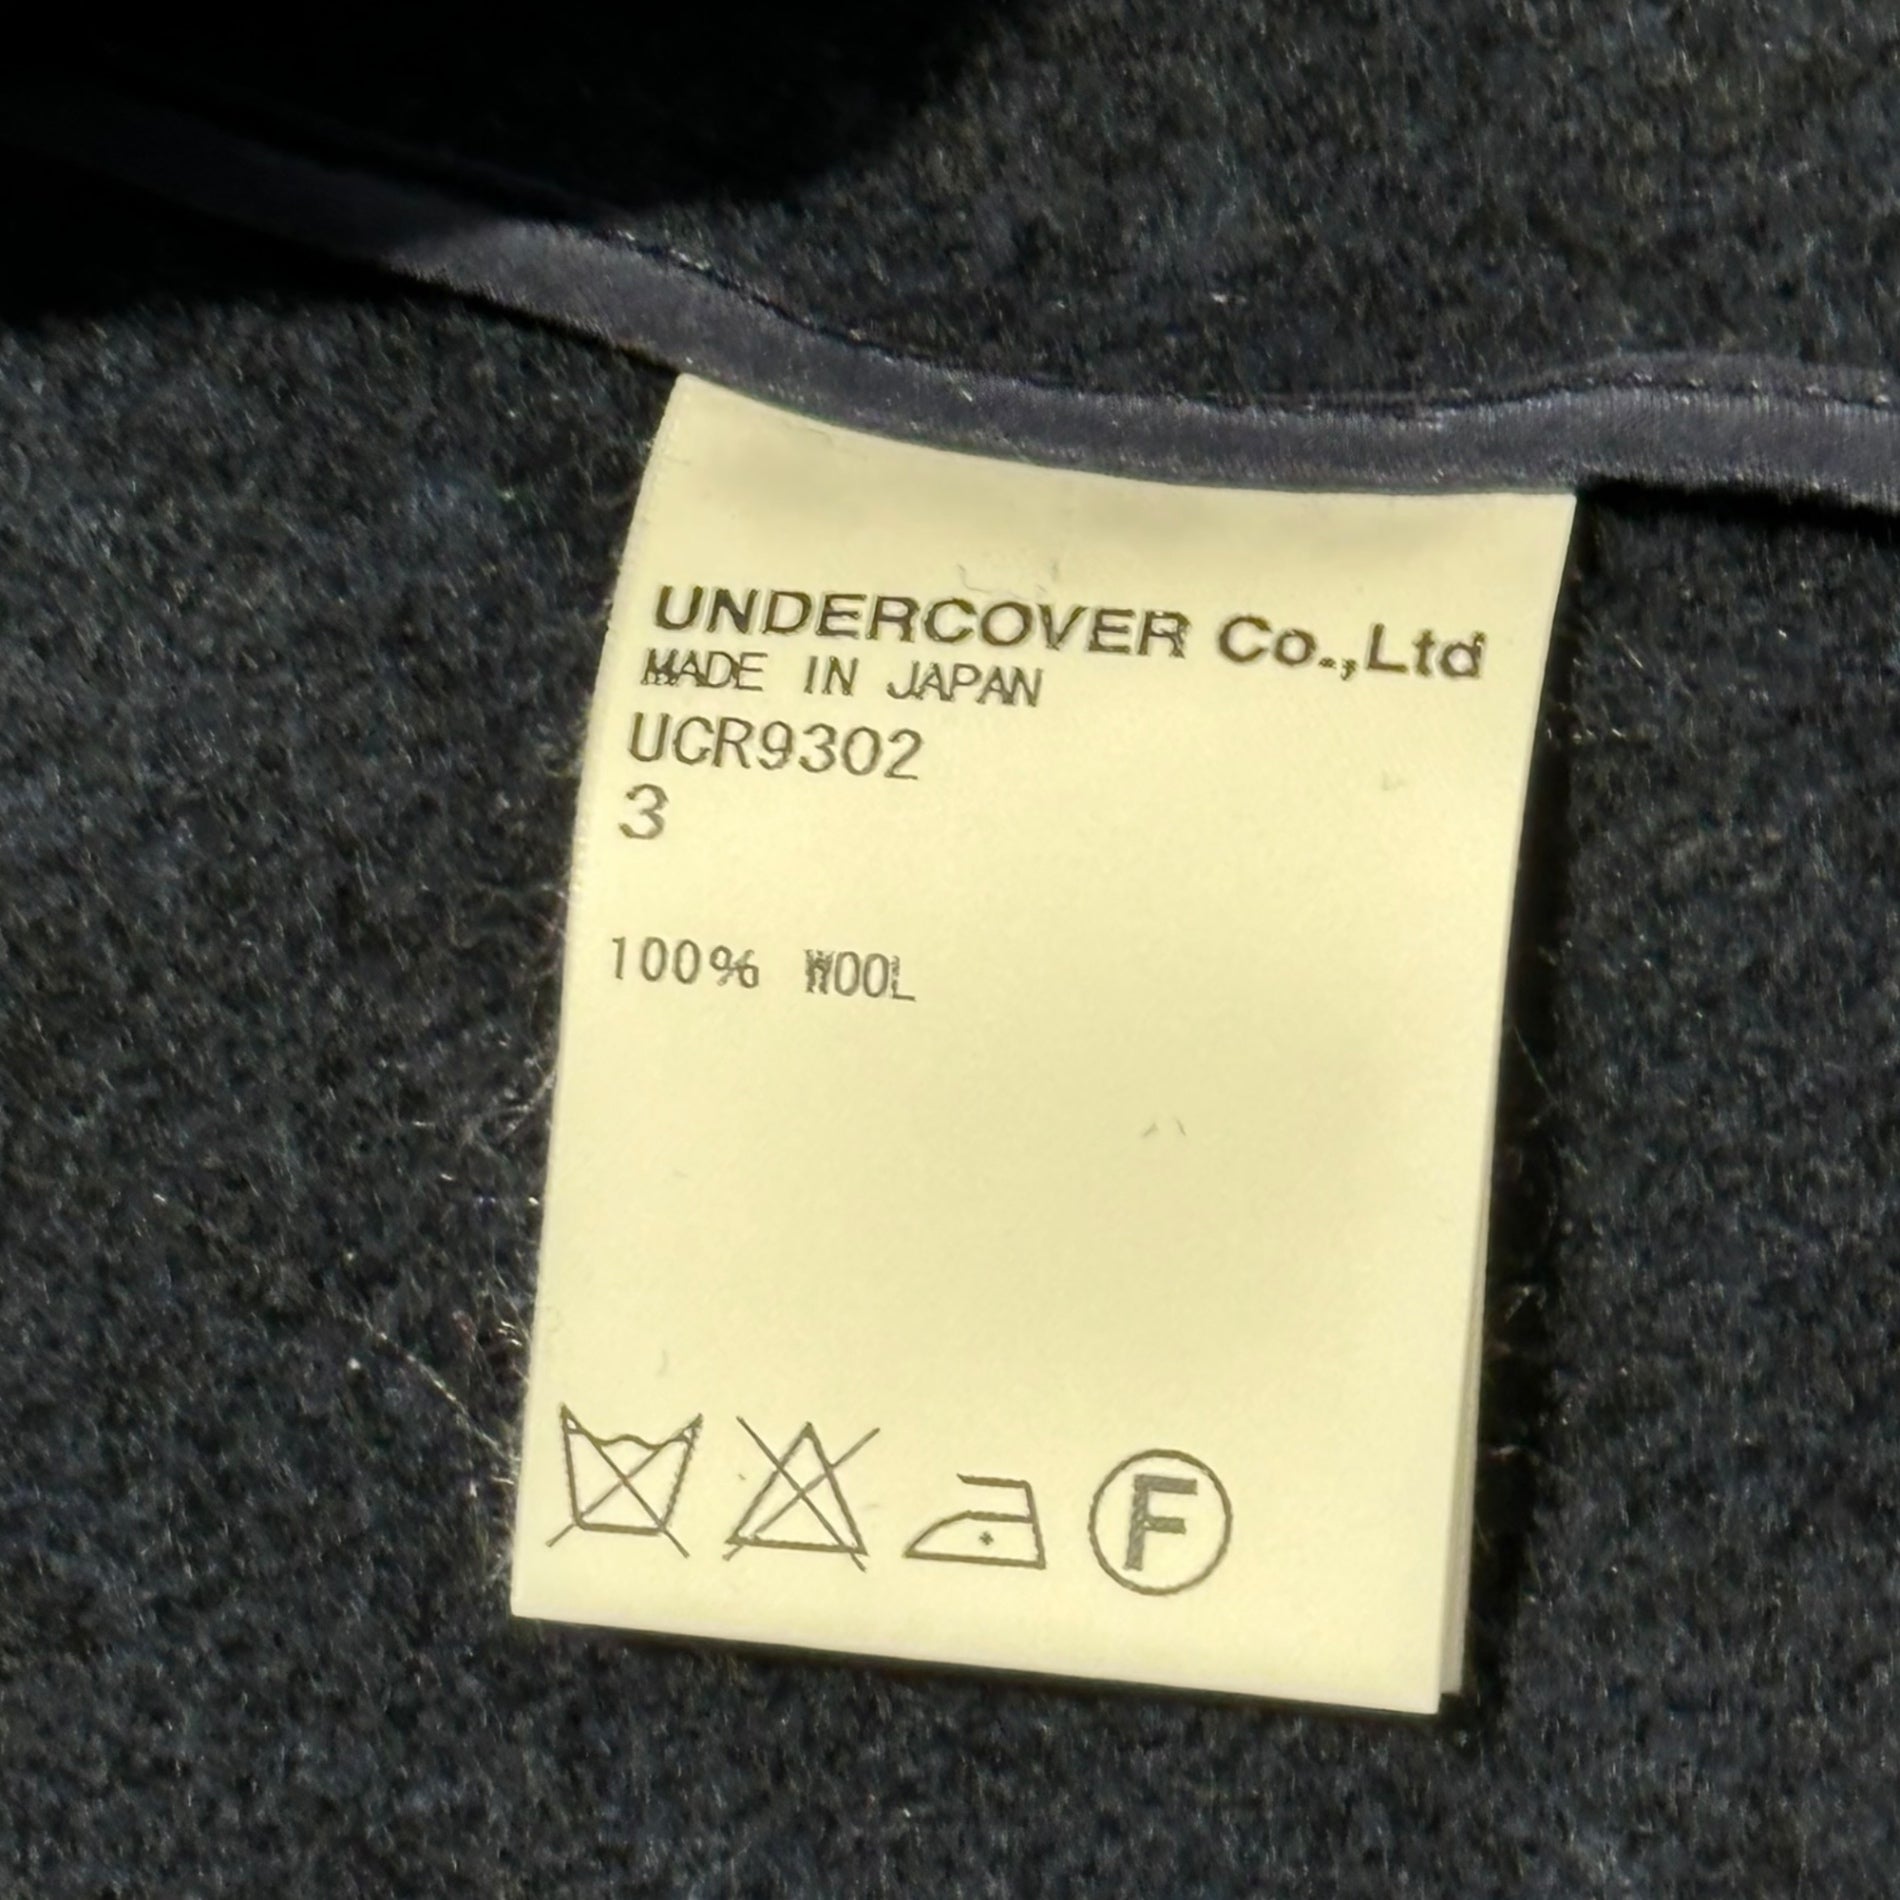 UNDERCOVER Co.,Ltd
MADE IN JAPAN
UCR9302
3
100% WOOL
F